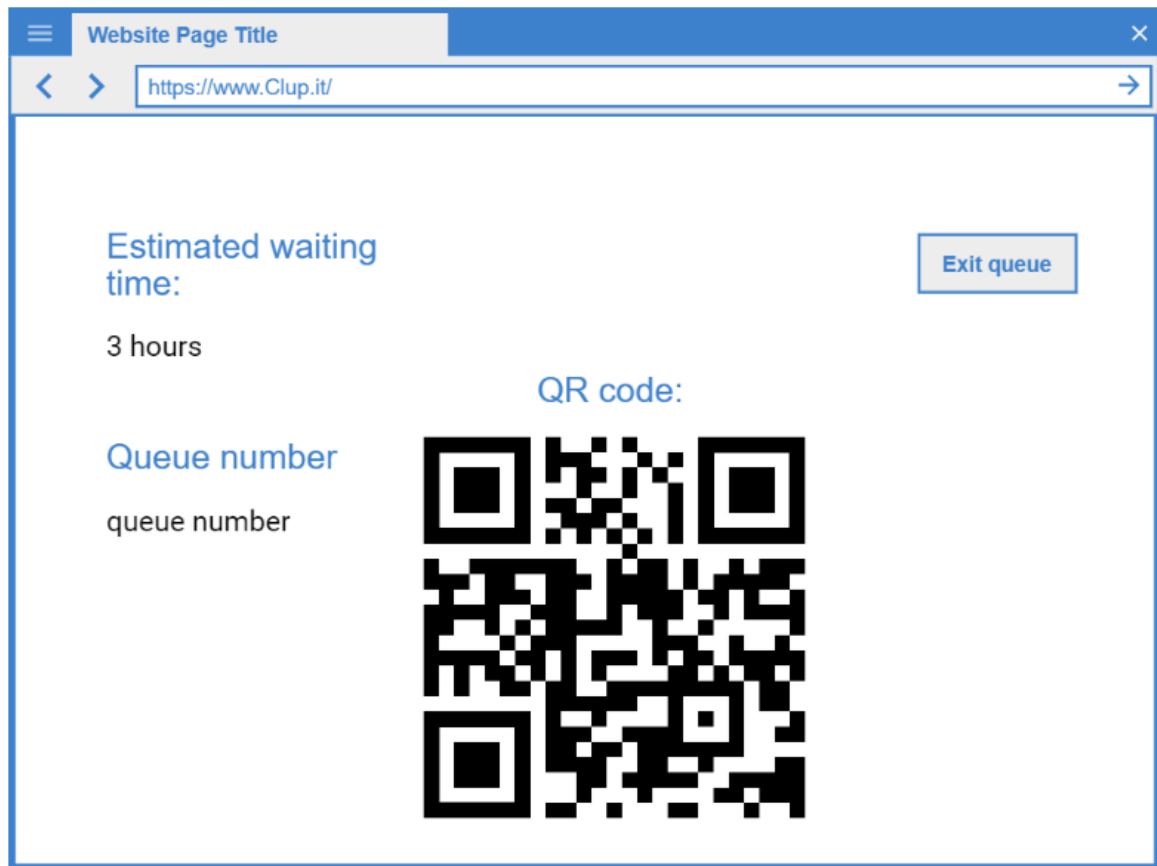 Website Page Title
https://www.Clup.it/
Estimated waiting
time:
3 hours
Exit queue
QR code:
Queue number
queue number